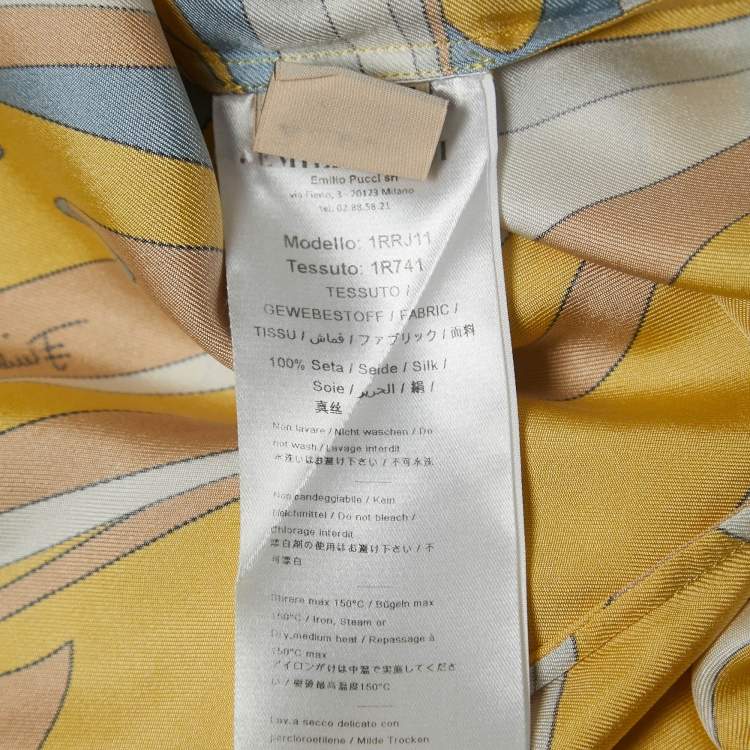 Emilio Pucci srl
via Fieno, 3 - 20123 Milano
tel. 02.88.58.21
Modello: 1RRJ11
Tessuto: 1R741
TESSUTO /
GEWEBESTOFF / FABRIC /
TISSU / قماش / ファブリック / 面料
100% Seta / Seide / Silk /
Soie / الحرير / 絹 /
真丝
Non lavare / Nicht waschen / Do
not wash / Lavage interdit
水洗いはお避け下さい / 不可水洗
Non candeggiabile / Kein
Bleichmittel / Do not bleach /
Chlorage interdit
漂白剤の使用はお避け下さい / 不
可漂白
Stirare max 150°C / Bügeln max
150°C / Iron, Steam or
Dry, medium heat / Repassage à
150°C max
アイロンがけは中温で実施してくださ
い / 熨燙最高温度150°C
Lav.a secco delicato con
percloroetilene / Milde Trocken